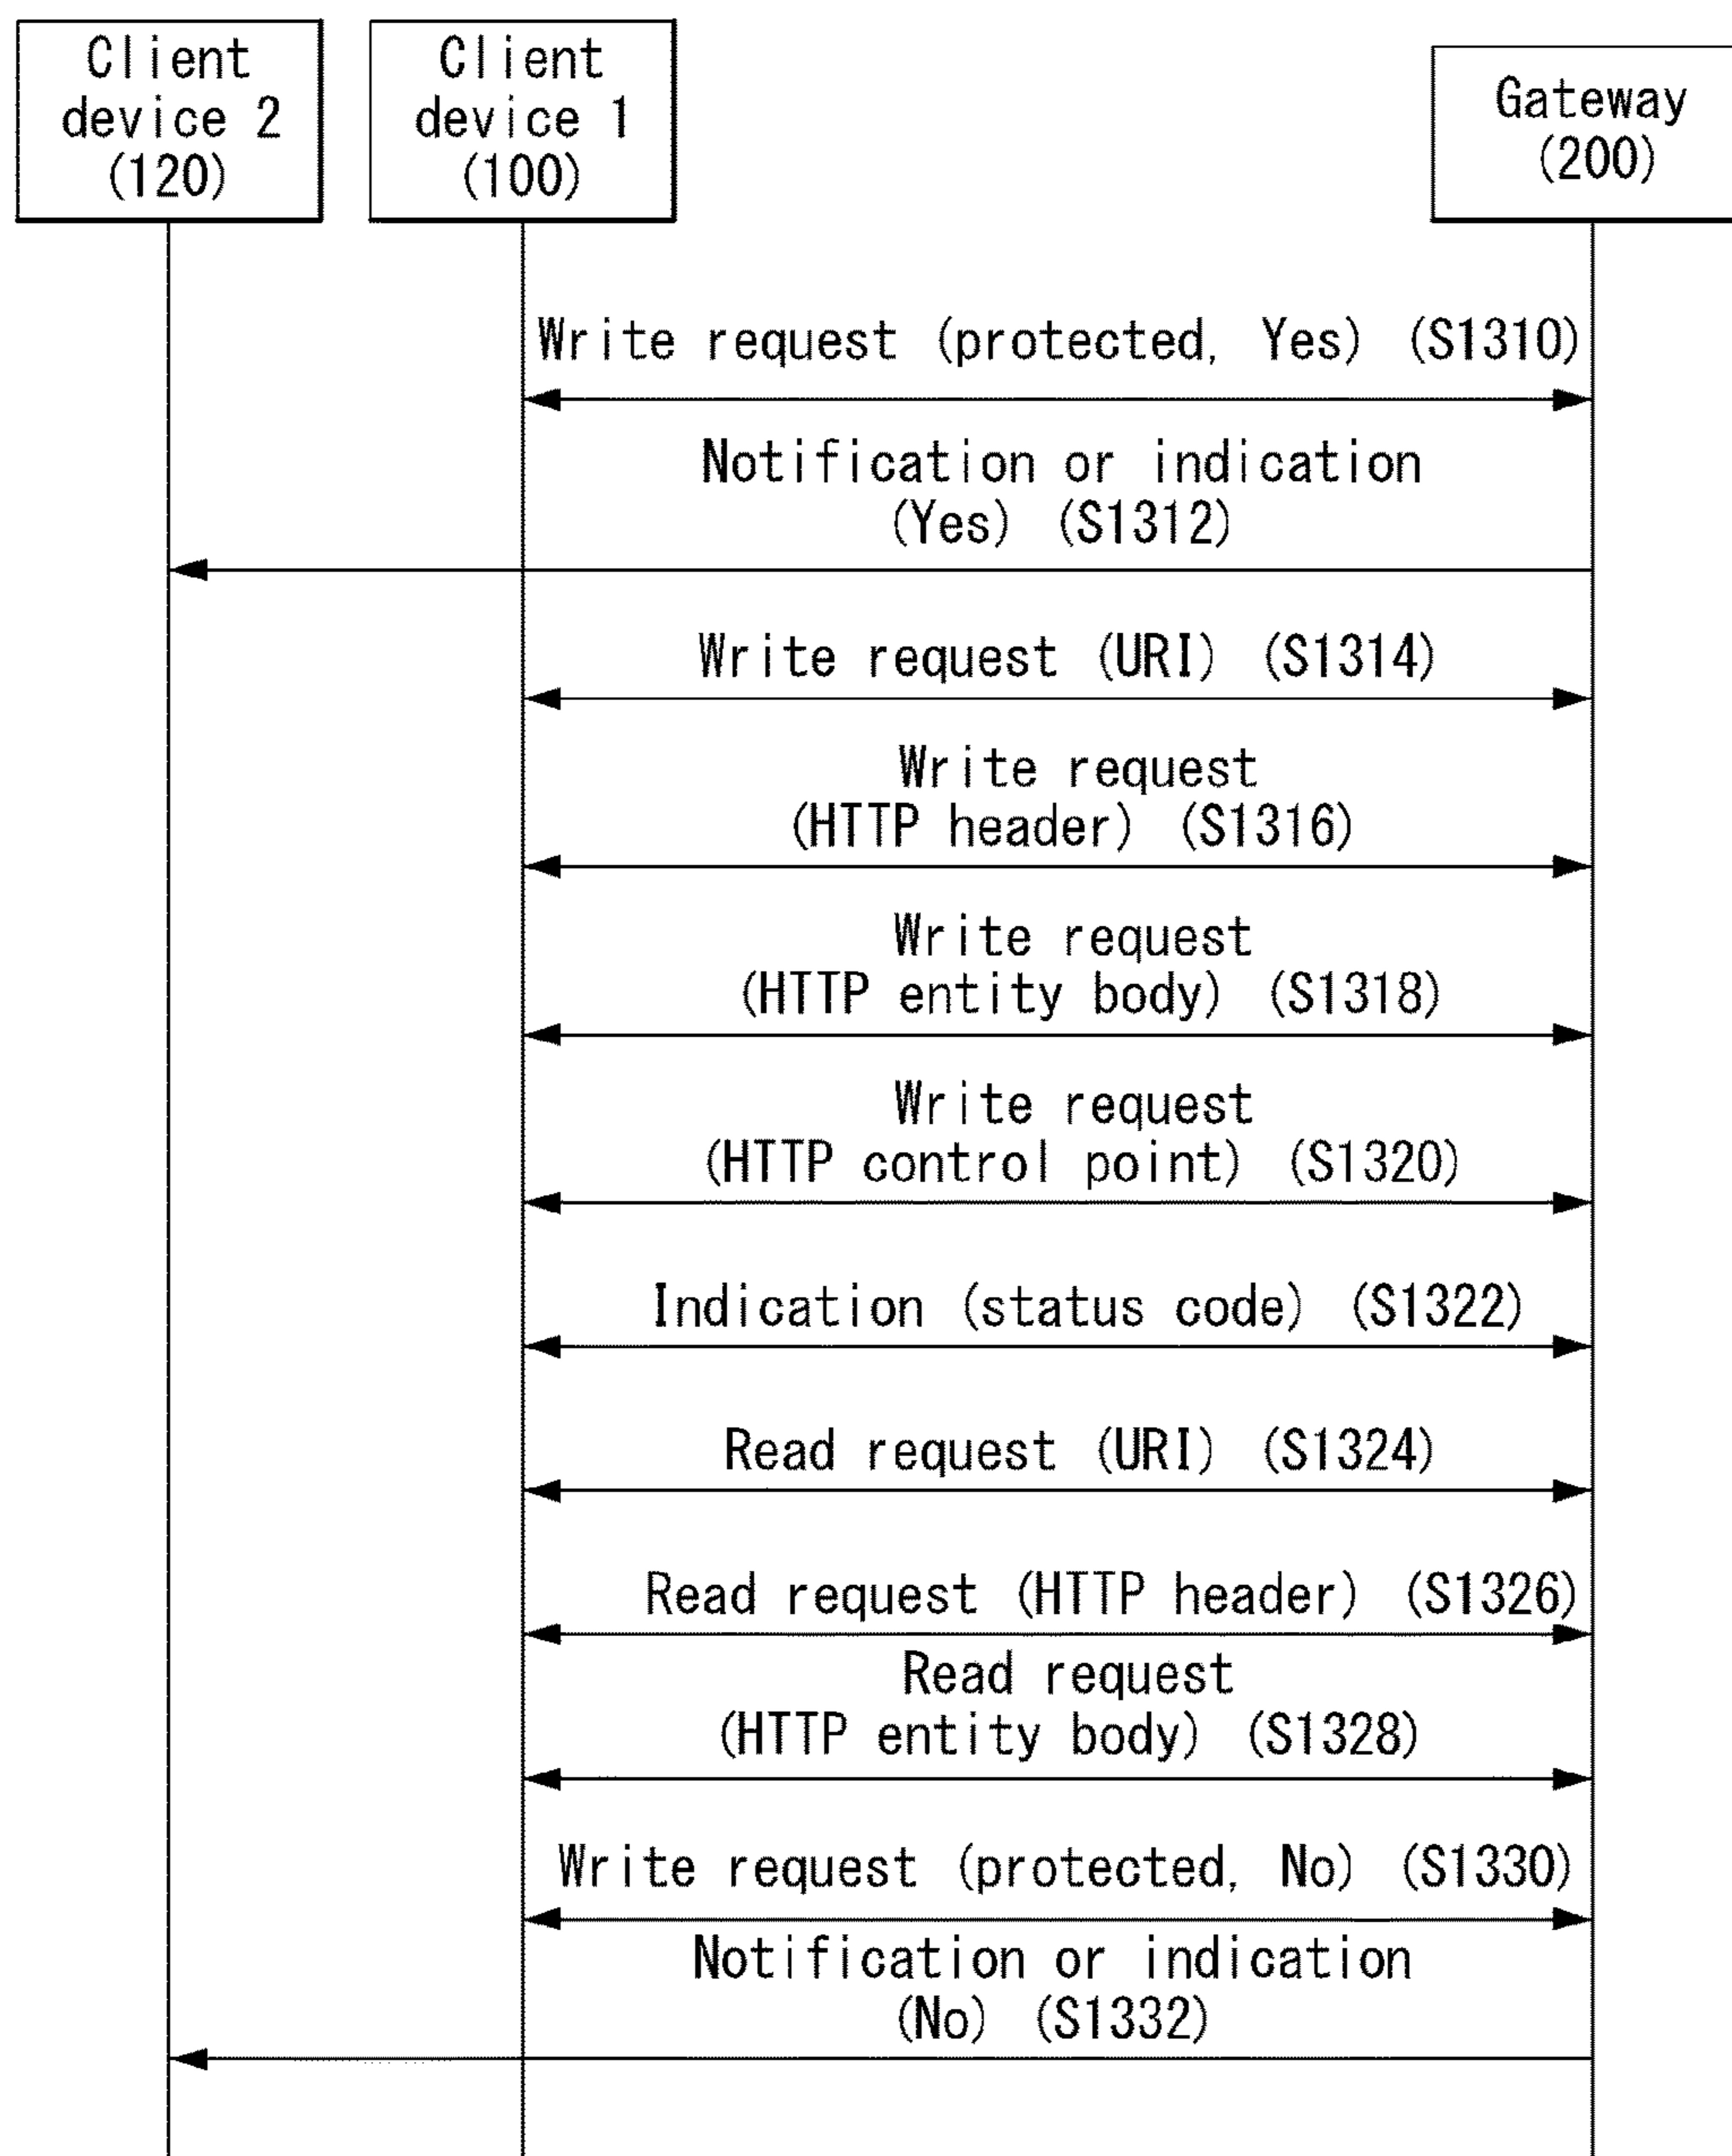 Client
device 2
(120)
Client
device 1
(100)
Gateway
(200)
Write request (protected, Yes) (S1310)
Notification or indication
(Yes) (S1312)
Write request (URI) (S1314)
Write request
(HTTP header) (S1316)
Write request
(HTTP entity body) (S1318)
Write request
(HTTP control point) (S1320)
Indication (status code) (S1322)
Read request (URI) (S1324)
Read request (HTTP header) (S1326)
Read request
(HTTP entity body) (S1328)
Write request (protected, No) (S1330)
Notification or indication
(No) (S1332)